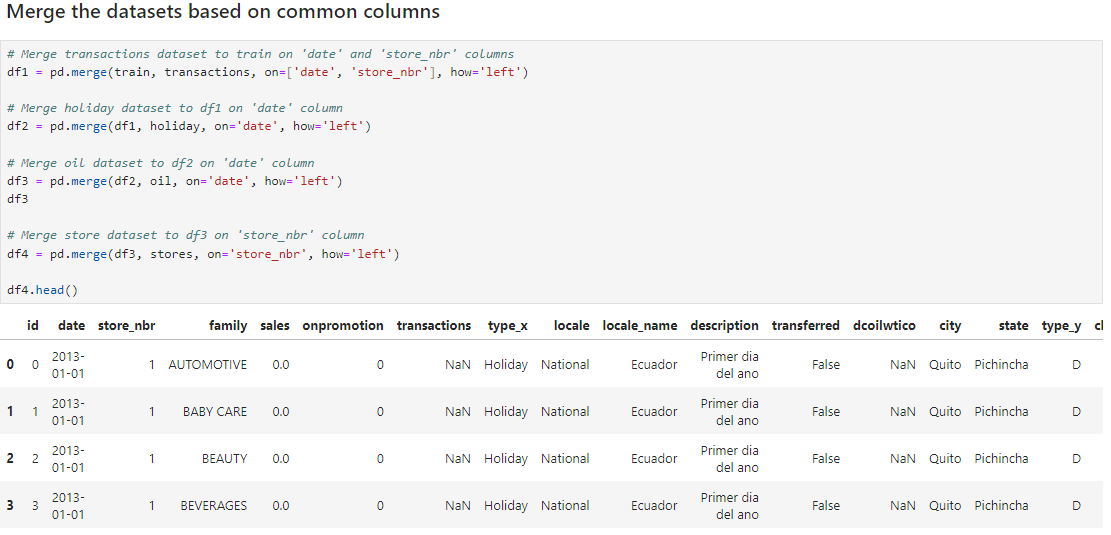 Merge the datasets based on common columns
# Merge transactions dataset to train on 'date' and 'store_nbr' columns
df1 = pd.merge(train, transactions, on=['date', 'store_nbr'], how='left')
# Merge holiday dataset to df1 on 'date' column
df2 = pd.merge(df1, holiday, on='date', how='left')
# Merge oil dataset to df2 on 'date' column
df3 = pd.merge(df2, oil, on='date', how='left')
df3
# Merge store dataset to df3 on 'store_nbr' column
df4 = pd.merge(df3, stores, on='store_nbr', how='left')
df4.head()
id date store_nbr family sales onpromotion transactions type_x locale locale_name description transferred dcoilwtico city state type_y cl
0 0 2013-01-01 1 AUTOMOTIVE 0.0 0 NaN Holiday National Ecuador Primer dia del ano False NaN Quito Pichincha D
1 1 2013-01-01 1 BABY CARE 0.0 0 NaN Holiday National Ecuador Primer dia del ano False NaN Quito Pichincha D
2 2 2013-01-01 1 BEAUTY 0.0 0 NaN Holiday National Ecuador Primer dia del ano False NaN Quito Pichincha D
3 3 2013-01-01 1 BEVERAGES 0.0 0 NaN Holiday National Ecuador Primer dia del ano False NaN Quito Pichincha D